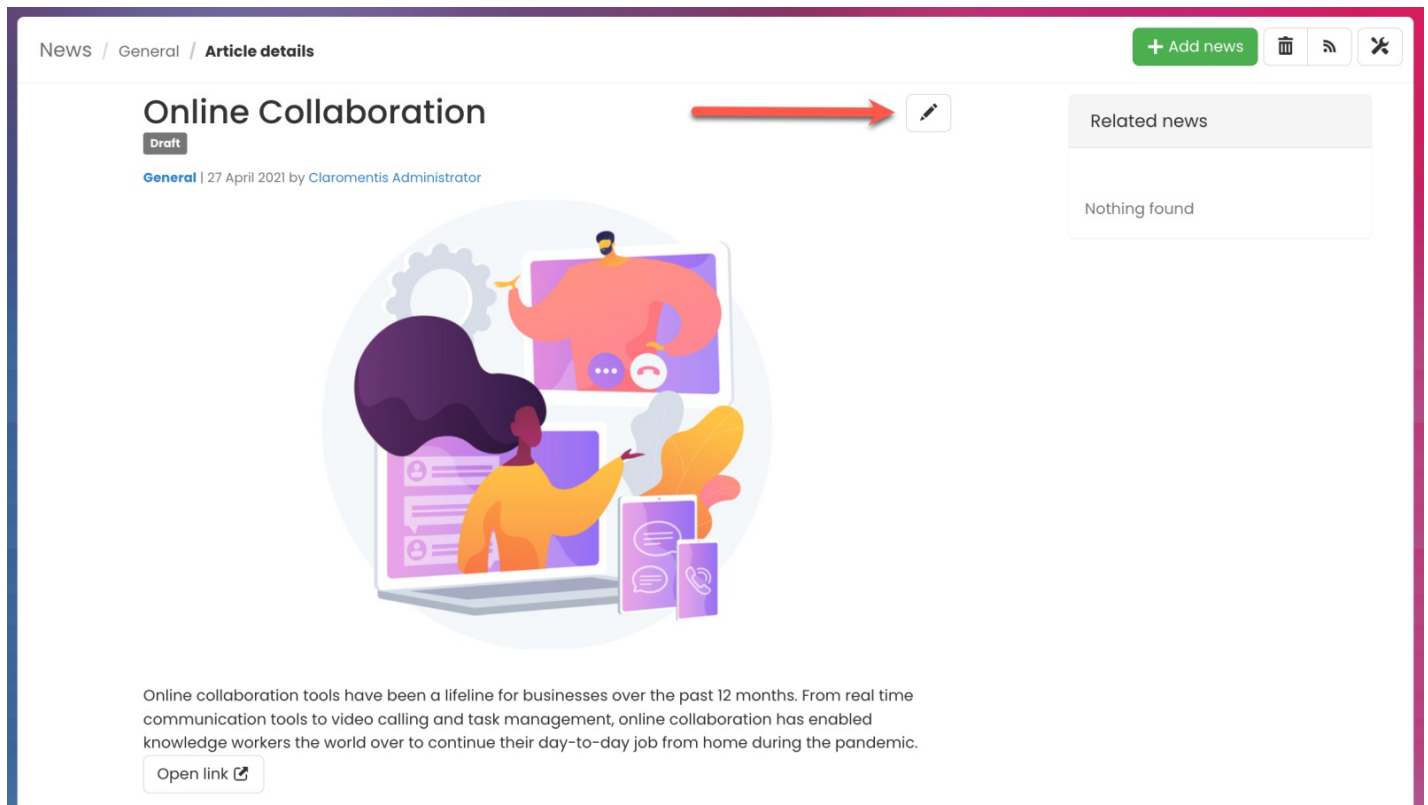 News / General / Article details
+ Add news
Online Collaboration
Draft
General | 27 April 2021 by Claromentis Administrator
Related news
Nothing found
Online collaboration tools have been a lifeline for businesses over the past 12 months. From real time
communication tools to video calling and task management, online collaboration has enabled
knowledge workers the world over to continue their day-to-day job from home during the pandemic.
Open link